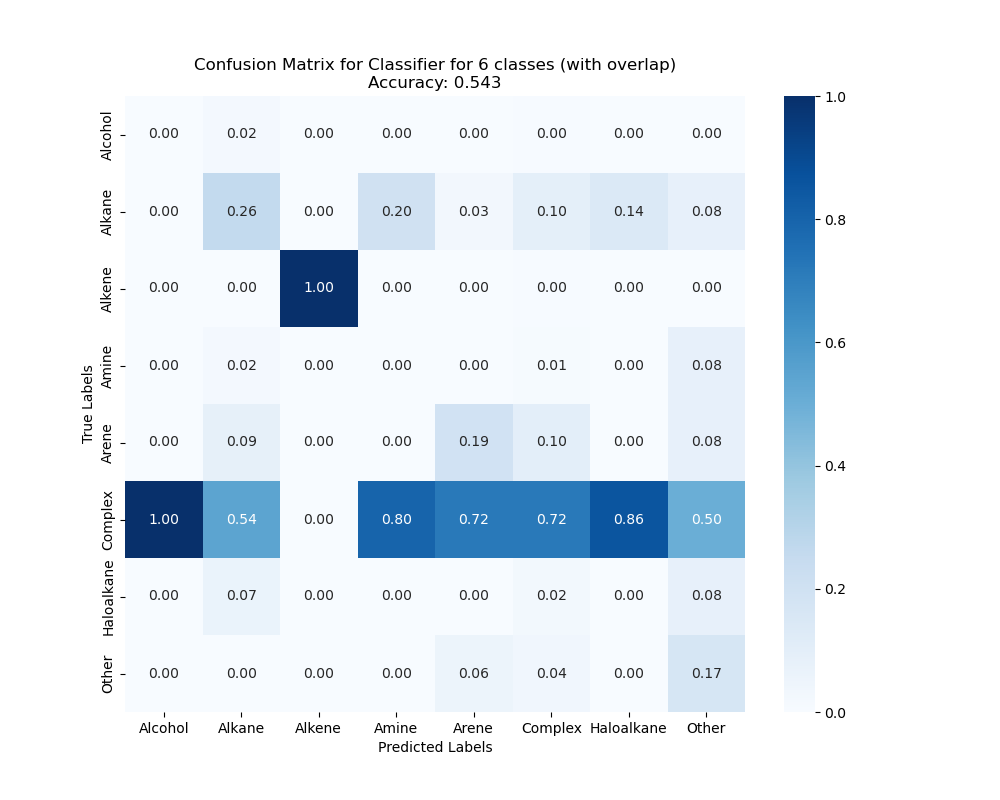 Confusion Matrix for Classifier for 6 classes (with overlap)
Accuracy: 0.543
True Labels
Alcohol 0.00 0.02 0.00 0.00 0.00 0.00 0.00 0.00
Alkane 0.00 0.26 0.00 0.20 0.03 0.10 0.14 0.08
Alkene 0.00 0.00 1.00 0.00 0.00 0.00 0.00 0.00
Amine 0.00 0.02 0.00 0.00 0.00 0.01 0.00 0.08
Arene 0.00 0.09 0.00 0.00 0.19 0.10 0.00 0.08
Complex 1.00 0.54 0.00 0.80 0.72 0.72 0.86 0.50
Haloalkane 0.00 0.07 0.00 0.00 0.00 0.02 0.00 0.08
Other 0.00 0.00 0.00 0.00 0.06 0.04 0.00 0.17
Alcohol Alkane Alkene Amine Arene Complex Haloalkane Other
Predicted Labels
1.0
0.8
0.6
0.4
0.2
0.0